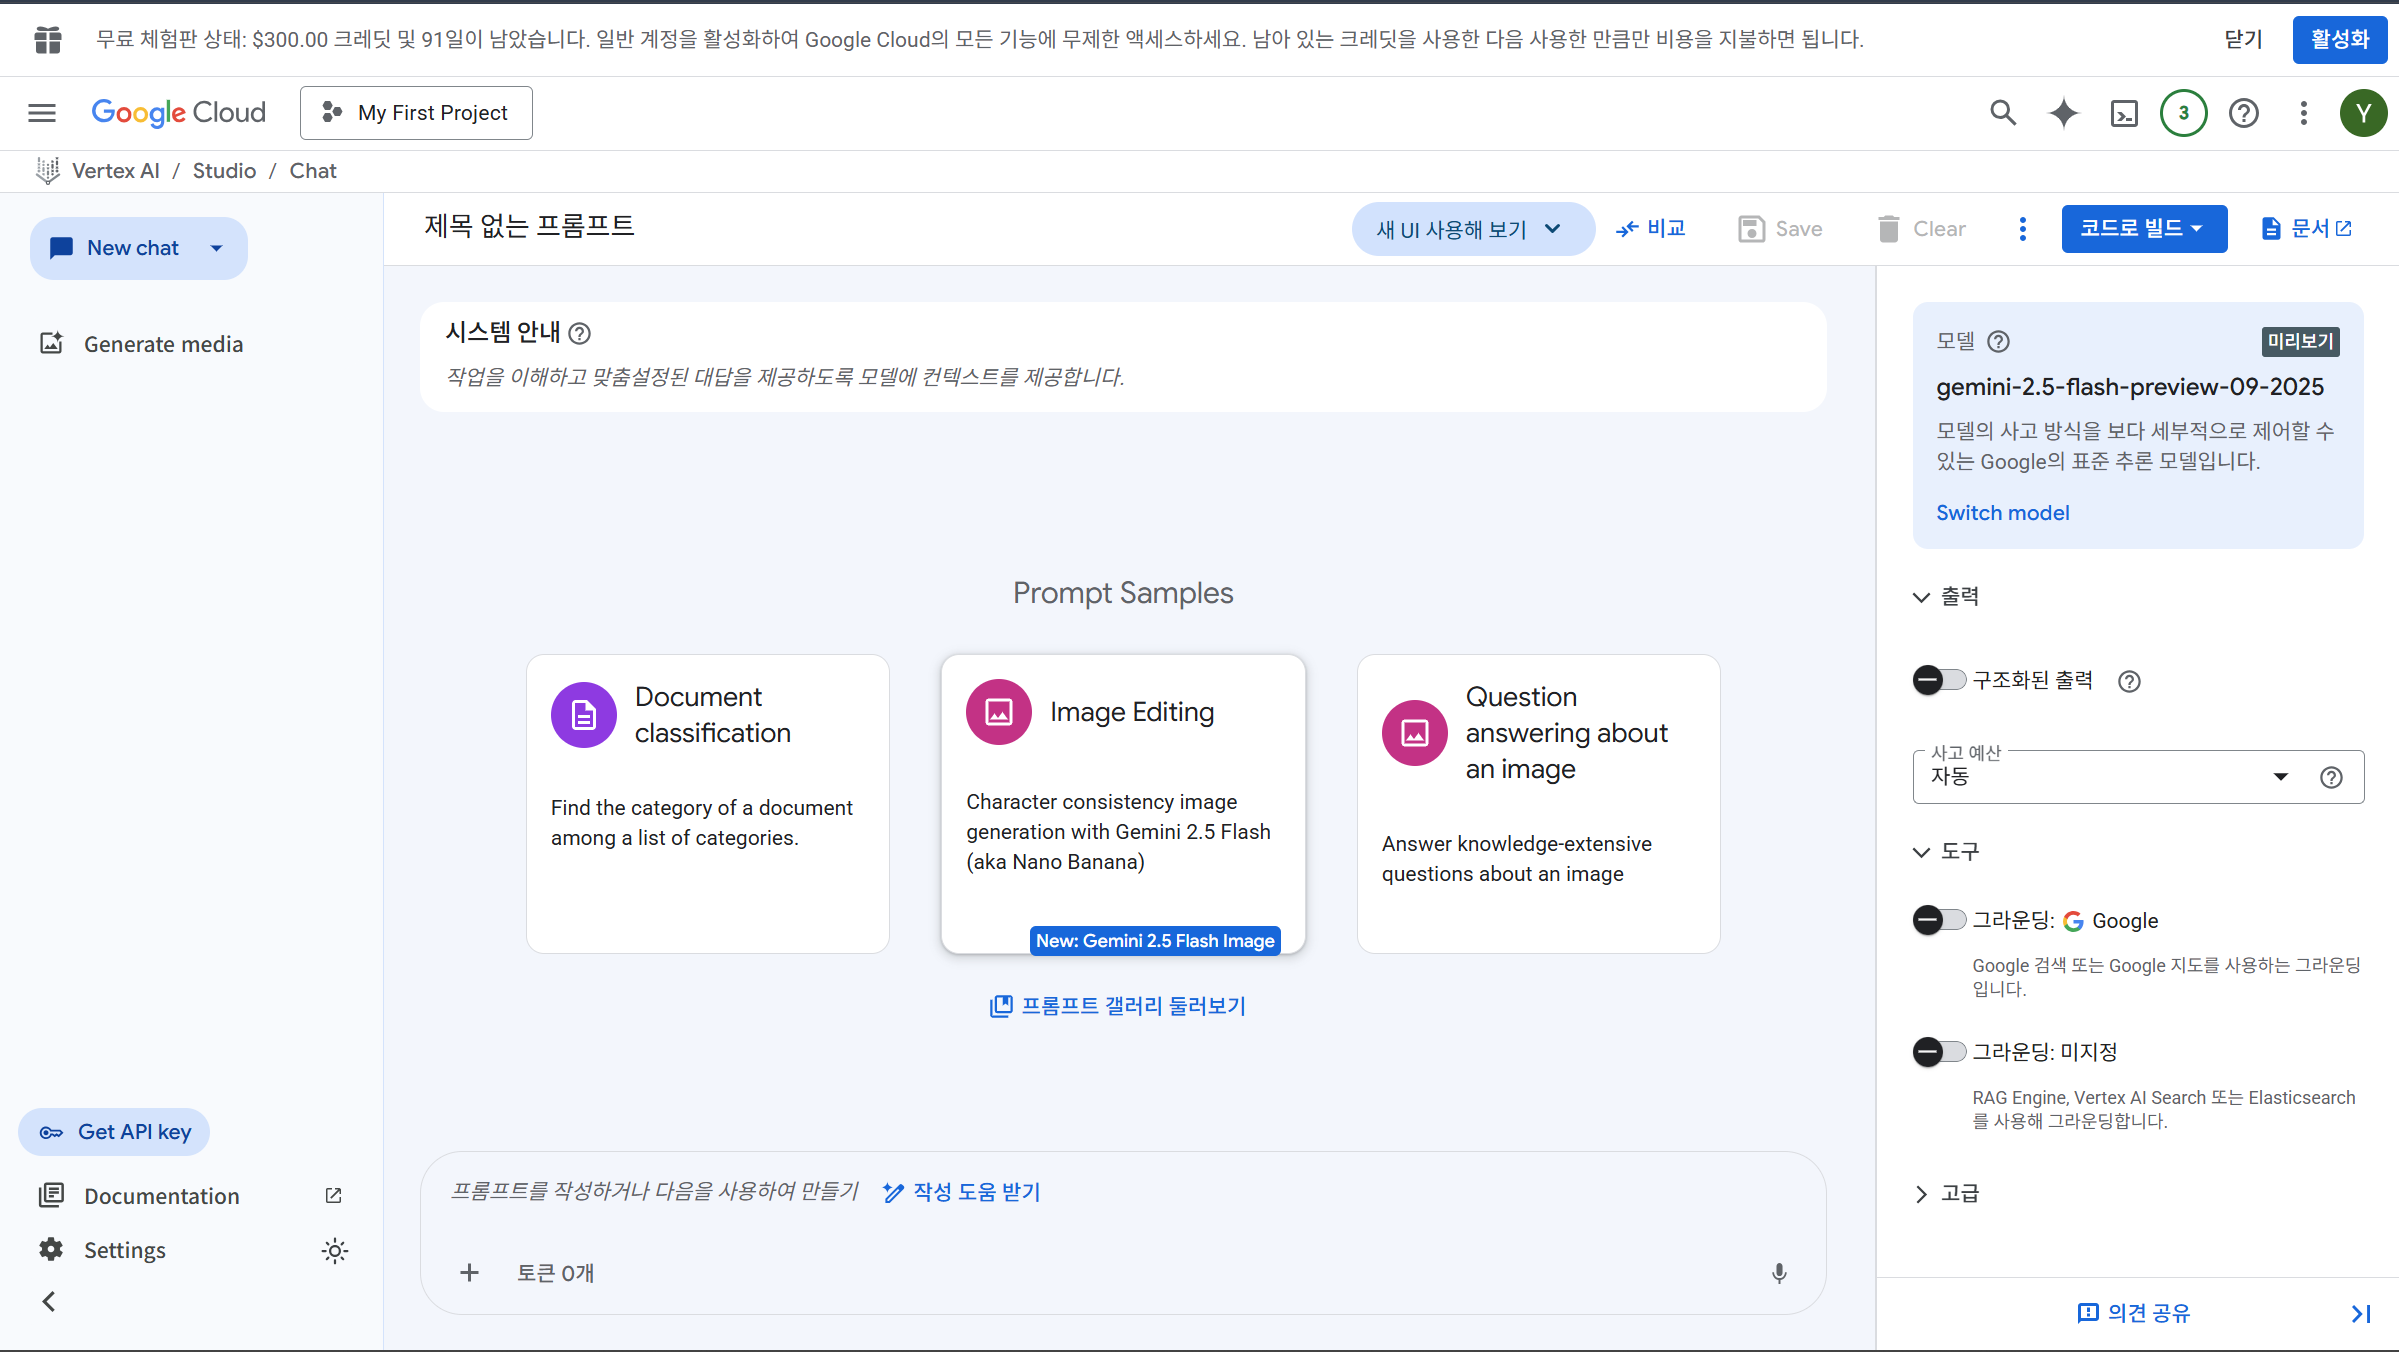 무료 체험판 상태: $300.00 크레딧 및 91일이 남았습니다. 일반 계정을 활성화하여 Google Cloud의 모든 기능에 무제한 액세스하세요. 남아 있는 크레딧을 사용한 다음 사용한 만큼만 비용을 지불하면 됩니다.
닫기
활성화
Google Cloud
My First Project
3
Y
Vertex AI / Studio / Chat
New chat
Generate media
Get API key
Documentation
Settings
제목 없는 프롬프트
새 UI 사용해 보기
비교
Save
Clear
코드로 빌드
문서
시스템 안내
작업을 이해하고 맞춤설정된 대답을 제공하도록 모델에 컨텍스트를 제공합니다.
Prompt Samples
Document
classification
Find the category of a document
among a list of categories.
Image Editing
Character consistency image
generation with Gemini 2.5 Flash
(aka Nano Banana)
New: Gemini 2.5 Flash Image
Question
answering about
an image
Answer knowledge-extensive
questions about an image
프롬프트 갤러리 둘러보기
프롬프트를 작성하거나 다음을 사용하여 만들기
작성 도움 받기
토큰 0개
모델
미리보기
gemini-2.5-flash-preview-09-2025
모델의 사고 방식을 보다 세부적으로 제어할 수
있는 Google의 표준 추론 모델입니다.
Switch model
출력
구조화된 출력
사고 예산
자동
도구
그라운딩: Google
Google 검색 또는 Google 지도를 사용하는 그라운딩
입니다.
그라운딩: 미지정
RAG Engine, Vertex AI Search 또는 Elasticsearch
를 사용해 그라운딩합니다.
고급
의견 공유